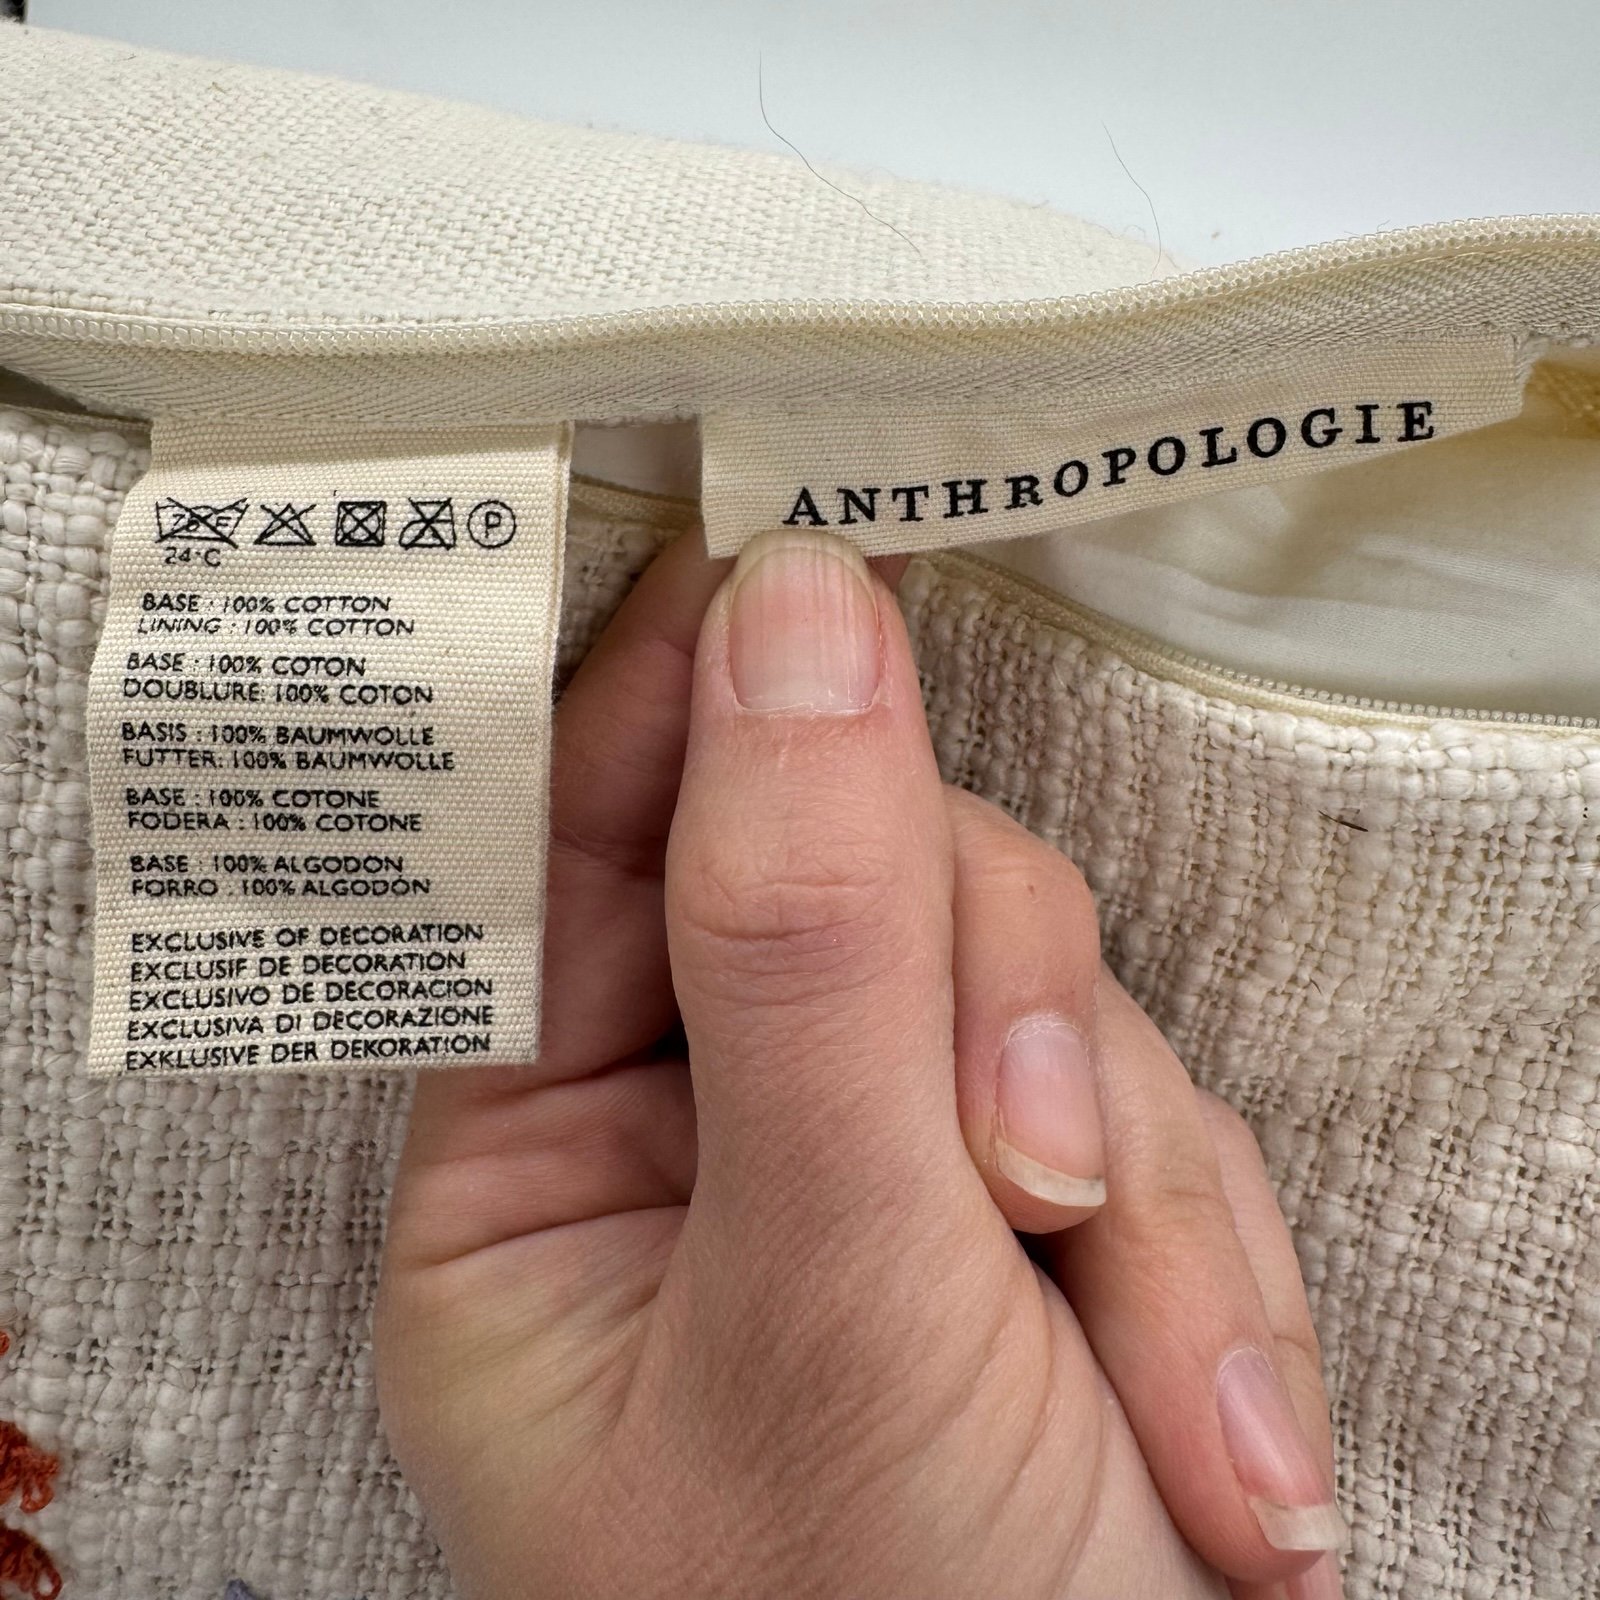 ANTHROPOLOGIE
24°C
P
BASE : 100% COTTON
LINING : 100% COTTON
BASE : 100% COTON
DOUBLURE: 100% COTON
BASIS : 100% BAUMWOLLE
FUTTER: 100% BAUMWOLLE
BASE : 100% COTONE
FODERA : 100% COTONE
BASE : 100% ALGODON
FORRO : 100% ALGODON
EXCLUSIVE OF DECORATION
EXCLUSIF DE DECORATION
EXCLUSIVO DE DECORACION
EXCLUSIVA DI DECORAZIONE
EXKLUSIVE DER DEKORATION